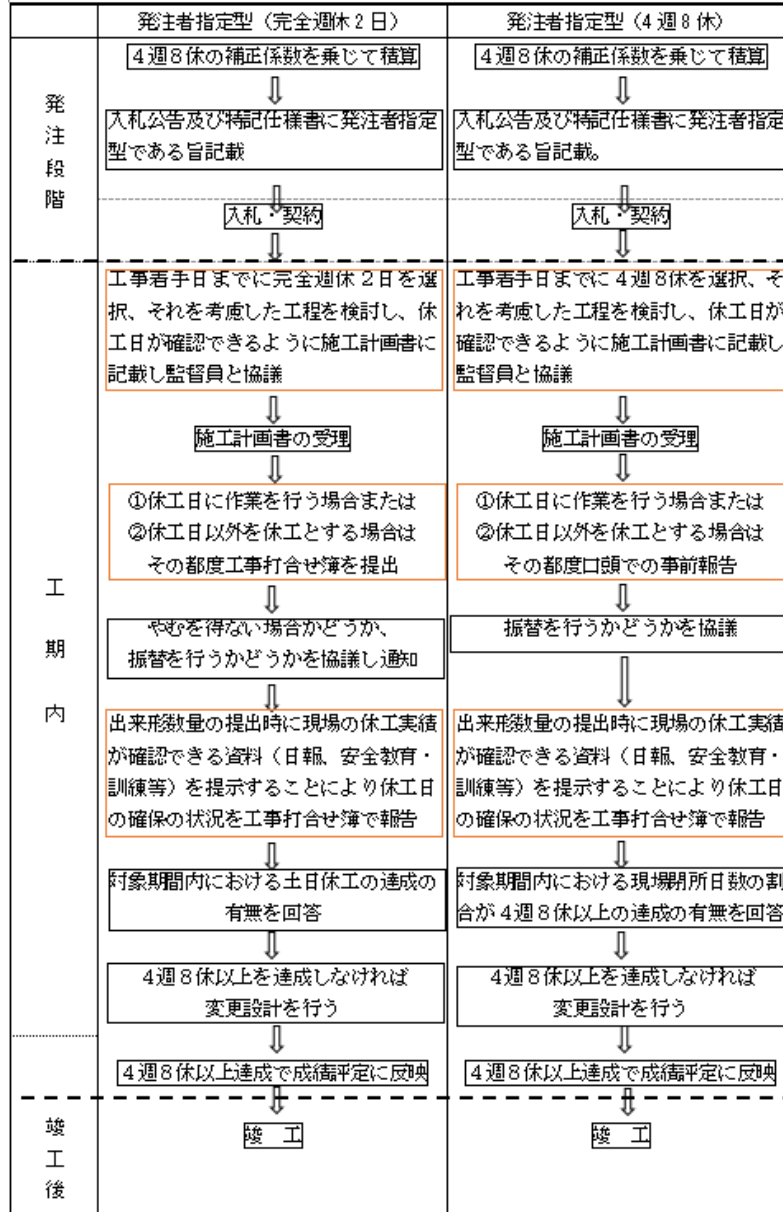 発注者指定型（完全週休２日）
発注者指定型（４週８休）
発注段階
４週８休の補正係数を乗じて積算
４週８休の補正係数を乗じて積算
入札公告及び特記仕様書に発注者指定
型である旨記載
入札公告及び特記仕様書に発注者指定
型である旨記載。
入札・契約
入札・契約
工期内
工事着手日までに完全週休２日を選
択、それを考慮した工程を検討し、休
工日が確認できるように施工計画書に
記載し監督員と協議
工事着手日までに４週８休を選択、そ
れを考慮した工程を検討し、休工日が
確認できるように施工計画書に記載し
監督員と協議
施工計画書の受理
施工計画書の受理
①休工日に作業を行う場合または
②休工日以外を休工とする場合は
その都度工事打合せ簿を提出
①休工日に作業を行う場合または
②休工日以外を休工とする場合は
その都度口頭での事前報告
やむを得ない場合かどうか、
振替を行うかどうかを協議し通知
振替を行うかどうかを協議
出来形数量の提出時に現場の休工実績
が確認できる資料（日報、安全教育・
訓練等）を提示することにより休工日
の確保の状況を工事打合せ簿で報告
出来形数量の提出時に現場の休工実績
が確認できる資料（日報、安全教育・
訓練等）を提示することにより休工日
の確保の状況を工事打合せ簿で報告
対象期間内における土日休工の達成の
有無を回答
対象期間内における現場閉所日数の割
合が４週８休以上の達成の有無を回答
４週８休以上を達成しなければ
変更設計を行う
４週８休以上を達成しなければ
変更設計を行う
４週８休以上達成で成績評定に反映
４週８休以上達成で成績評定に反映
竣工後
竣　工
竣　工